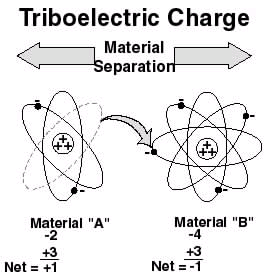 Triboelectric Charge
Material
Separation
- + ++ -
- - + ++ - -
Material "A"
-2
+3
Net = +1
Material "B"
-4
+3
Net = -1